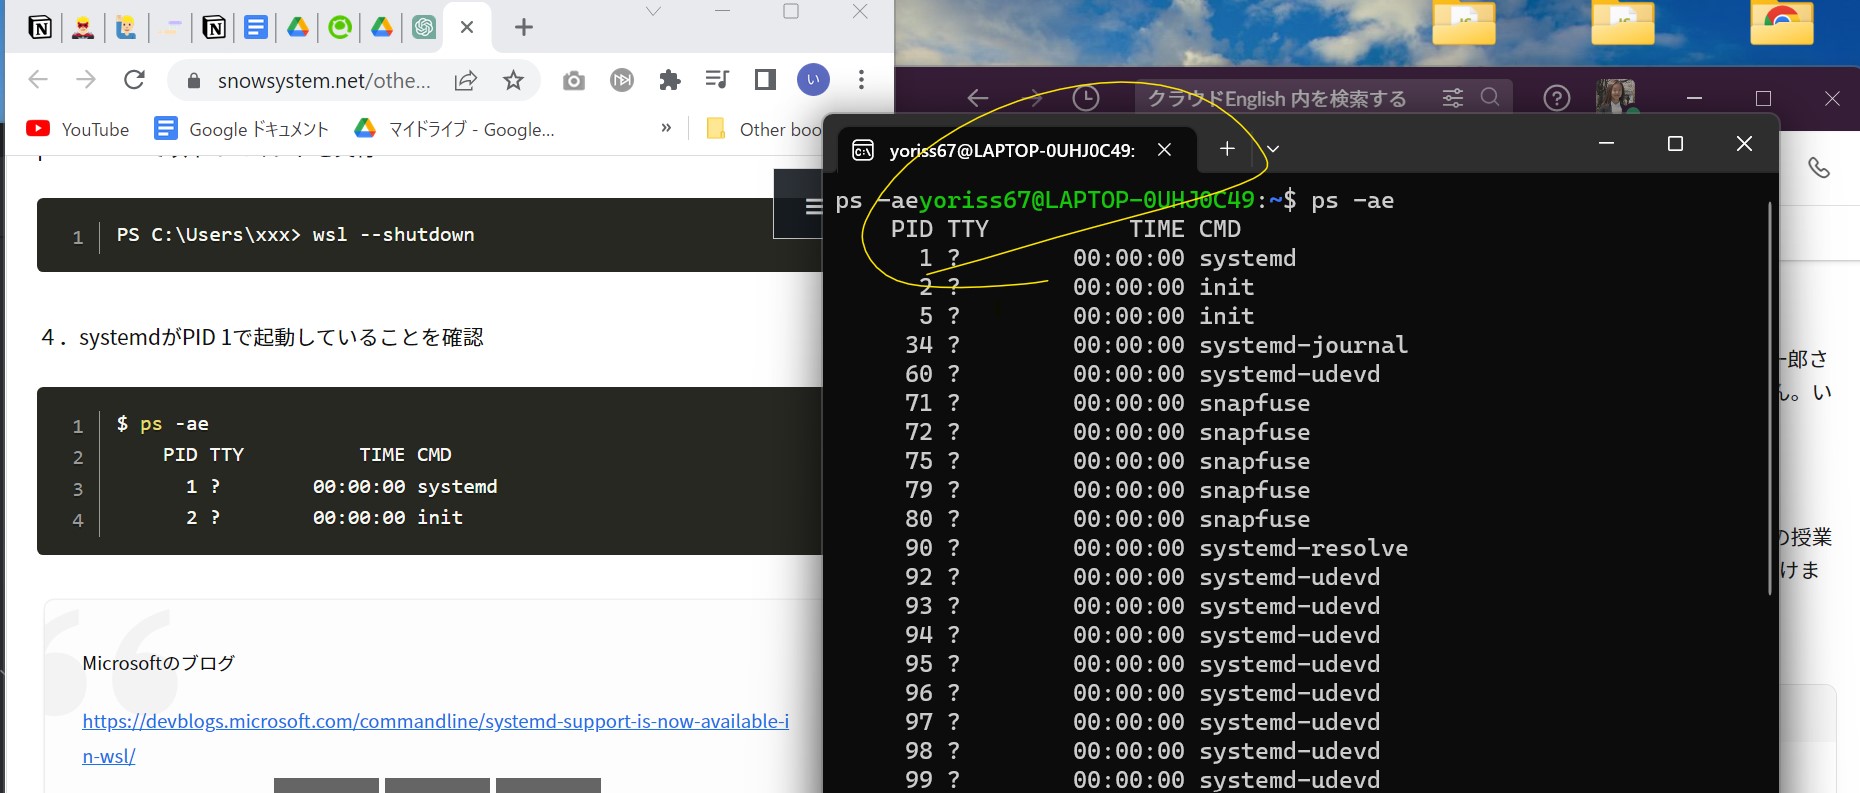 snowsystem.net/othe...
い
YouTube
Google ドキュメント
マイドライブ - Google...
»
Other boo
1 PS C:\Users\xxx> wsl --shutdown
４．systemdがPID 1で起動していることを確認
1 $ ps -ae
2 PID TTY TIME CMD
3 1 ? 00:00:00 systemd
4 2 ? 00:00:00 init
Microsoftのブログ
https://devblogs.microsoft.com/commandline/systemd-support-is-now-available-i
n-wsl/
クラウドEnglish 内を検索する
yoriss67@LAPTOP-0UHJ0C49:
ps -aeyoriss67@LAPTOP-0UHJ0C49:~$ ps -ae
PID TTY TIME CMD
1 ? 00:00:00 systemd
2 ? 00:00:00 init
5 ? 00:00:00 init
34 ? 00:00:00 systemd-journal
60 ? 00:00:00 systemd-udevd
71 ? 00:00:00 snapfuse
72 ? 00:00:00 snapfuse
75 ? 00:00:00 snapfuse
79 ? 00:00:00 snapfuse
80 ? 00:00:00 snapfuse
90 ? 00:00:00 systemd-resolve
92 ? 00:00:00 systemd-udevd
93 ? 00:00:00 systemd-udevd
94 ? 00:00:00 systemd-udevd
95 ? 00:00:00 systemd-udevd
96 ? 00:00:00 systemd-udevd
97 ? 00:00:00 systemd-udevd
98 ? 00:00:00 systemd-udevd
99 ? 00:00:00 systemd-udevd
郎さ
ん。い
の授業
けま